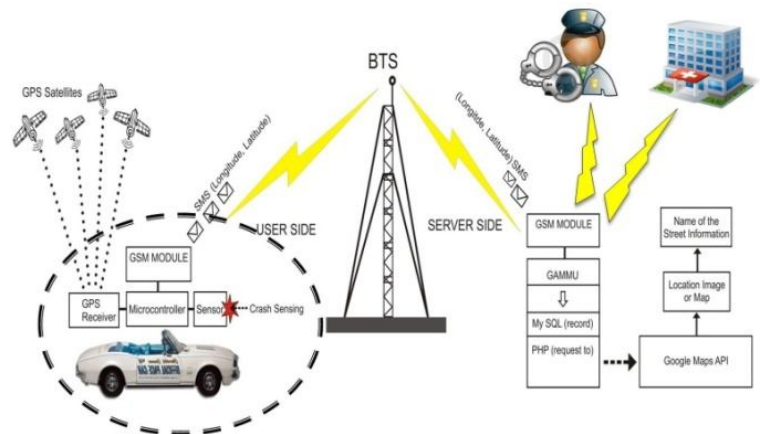 BTS
GPS Satellites
SMS (Longitude, Latitude)
(Longitide, Latitude) SMS
USER SIDE
SERVER SIDE
GSM MODULE
GPS
Receiver
Microcontroller
Sensor
Crash Sensing
GSM MODULE
GAMMU
My SQL (record)
PHP (request to)
Name of the
Street Information
Location Image
or Map
Google Maps API